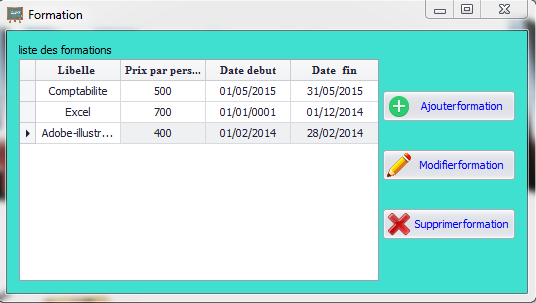 Formation
liste des formations
Libelle Prix par pers... Date debut Date fin
Comptabilite 500 01/05/2015 31/05/2015
Excel 700 01/01/0001 01/12/2014
Adobe-illustr... 400 01/02/2014 28/02/2014
Ajouterformation
Modifierformation
Supprimerformation